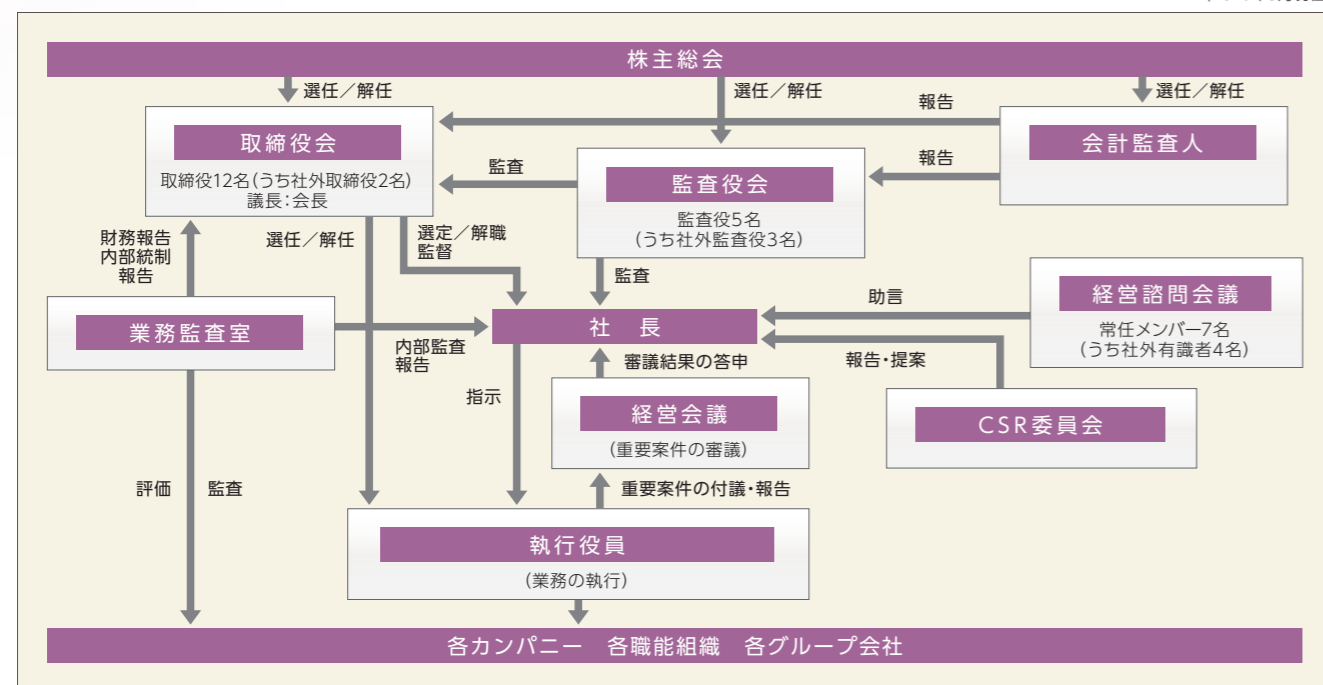 株主総会
選任／解任
選任／解任
選任／解任
報告
取締役会
取締役12名(うち社外取締役2名)
議長：会長
会計監査人
報告
監査
監査役会
監査役5名
(うち社外監査役3名)
財務報告
内部統制
報告
選任／解任
選定／解職
監督
監査
経営諮問会議
常任メンバー7名
(うち社外有識者4名)
助言
業務監査室
社　長
内部監査
報告
審議結果の答申
報告・提案
指示
経営会議
(重要案件の審議)
CSR委員会
評価
監査
重要案件の付議・報告
執行役員
(業務の執行)
各カンパニー　各職能組織　各グループ会社